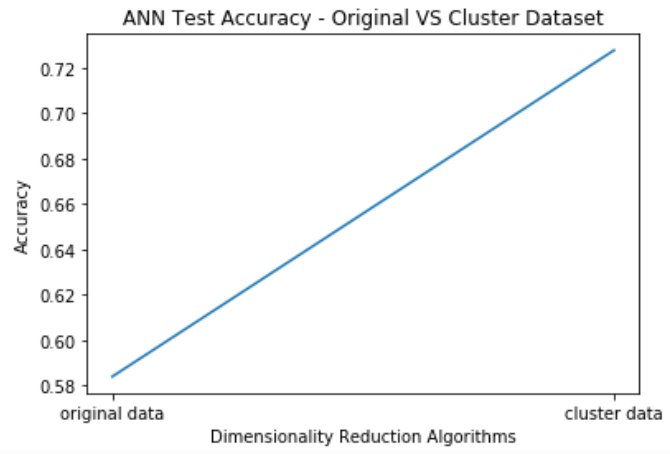 ANN Test Accuracy - Original VS Cluster Dataset
Accuracy
0.72
0.70
0.68
0.66
0.64
0.62
0.60
0.58
original data cluster data
Dimensionality Reduction Algorithms